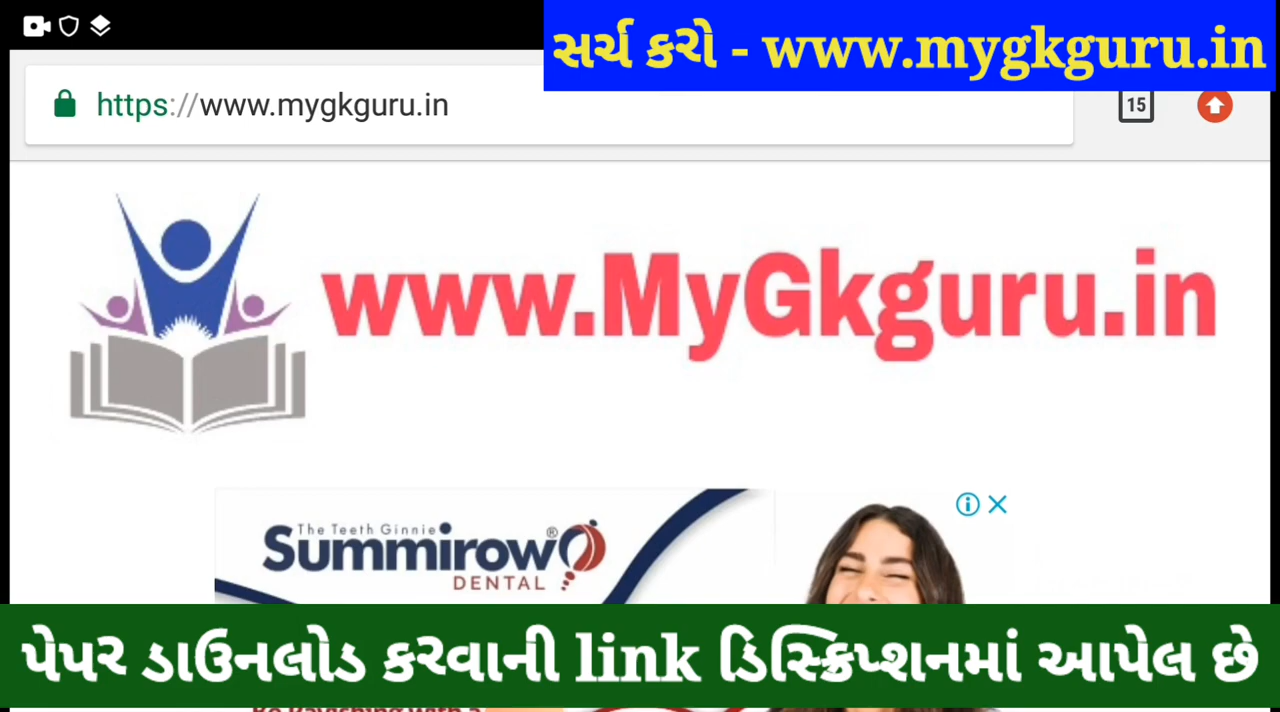 સર્ચ કરો - www.mygkguru.in
https://www.mygkguru.in
15
www.MyGkguru.in
The Teeth Ginnie
Summirow®
DENTAL
પેપર ડાઉનલોડ કરવાની link ડિસ્ક્રિપ્શનમાં આપેલ છે